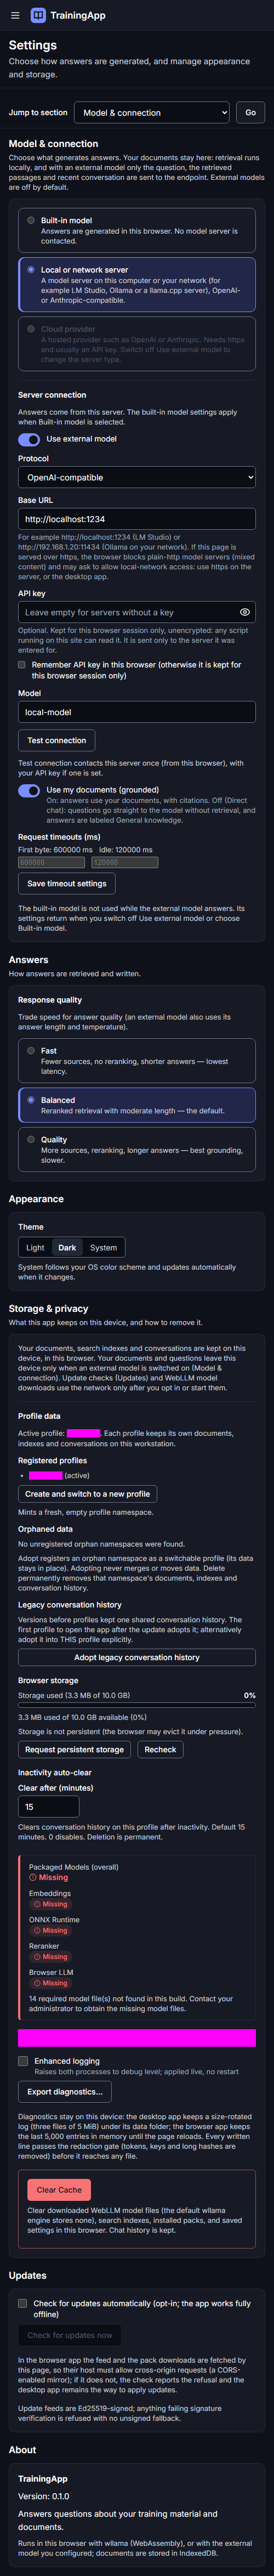 TrainingApp
Settings
Choose how answers are generated, and manage appearance
and storage.
Jump to section
Model & connection
Go
Model & connection
Choose what generates answers. Your documents stay here: retrieval runs
locally, and with an external model only the question, the retrieved
passages and recent conversation are sent to the endpoint. External models
are off by default.
Built-in model
Answers are generated in this browser. No model server is
contacted.
Local or network server
A model server on this computer or your network (for
example LM Studio, Ollama or a llama.cpp server), OpenAI-
or Anthropic-compatible.
Cloud provider
A hosted provider such as OpenAI or Anthropic. Needs https
and usually an API key. Switch off Use external model to
change the server type.
Server connection
Answers come from this server. The built-in model settings apply
when Built-in model is selected.
Use external model
Protocol
OpenAI-compatible
Base URL
http://localhost:1234
For example http://localhost:1234 (LM Studio) or
http://192.168.1.20:11434 (Ollama on your network). If this page is
served over https, the browser blocks plain-http model servers (mixed
content) and may ask to allow local-network access: use https on the
server, or the desktop app.
API key
Leave empty for servers without a key
Optional. Kept for this browser session only, unencrypted: any script
running on this site can read it. It is sent only to the server it was
entered for.
Remember API key in this browser (otherwise it is kept for
this browser session only)
Model
local-model
Test connection
Test connection contacts this server once (from this browser), with
your API key if one is set.
Use my documents (grounded)
On: answers use your documents, with citations. Off (Direct
chat): questions go straight to the model without retrieval, and
answers are labeled General knowledge.
Request timeouts (ms)
First byte: 600000 ms Idle: 120000 ms
600000 120000
Save timeout settings
The built-in model is not used while the external model answers. Its
settings return when you switch off Use external model or choose
Built-in model.
Answers
How answers are retrieved and written.
Response quality
Trade speed for answer quality (an external model also uses its
answer length and temperature).
Fast
Fewer sources, no reranking, shorter answers — lowest
latency.
Balanced
Reranked retrieval with moderate length — the default.
Quality
More sources, reranking, longer answers — best grounding,
slower.
Appearance
Theme
Light Dark System
System follows your OS color scheme and updates automatically
when it changes.
Storage & privacy
What this app keeps on this device, and how to remove it.
Your documents, search indexes and conversations are kept on this
device, in this browser. Your documents and questions leave this
device only when an external model is switched on (Model &
connection). Update checks (Updates) and WebLLM model
downloads use the network only after you opt in or start them.
Profile data
Active profile: . Each profile keeps its own documents,
indexes and conversations on this workstation.
Registered profiles
• (active)
Create and switch to a new profile
Mints a fresh, empty profile namespace.
Orphaned data
No unregistered orphan namespaces were found.
Adopt registers an orphan namespace as a switchable profile (its data
stays in place). Adopting never merges or moves data. Delete
permanently removes that namespace's documents, indexes and
conversation history.
Legacy conversation history
Versions before profiles kept one shared conversation history. The
first profile to open the app after the update adopts it; alternatively
adopt it into THIS profile explicitly.
Adopt legacy conversation history
Browser storage
Storage used (3.3 MB of 10.0 GB) 0%
3.3 MB used of 10.0 GB available (0%)
Storage is not persistent (the browser may evict it under pressure).
Request persistent storage Recheck
Inactivity auto-clear
Clear after (minutes)
15
Clears conversation history on this profile after inactivity. Default 15
minutes. 0 disables. Deletion is permanent.
Packaged Models (overall)
Missing
Embeddings
Missing
ONNX Runtime
Missing
Reranker
Missing
Browser LLM
Missing
14 required model file(s) not found in this build. Contact your
administrator to obtain the missing model files.
Enhanced logging
Raises both processes to debug level; applied live, no restart
Export diagnostics...
Diagnostics stay on this device: the desktop app keeps a size-rotated
log (three files of 5 MiB) under its data folder; the browser app keeps
the last 5,000 entries in memory until the page reloads. Every written
line passes the redaction gate (tokens, keys and long hashes are
removed) before it reaches any file.
Clear Cache
Clear downloaded WebLLM model files (the default wllama
engine stores none), search indexes, installed packs, and saved
settings in this browser. Chat history is kept.
Updates
Check for updates automatically (opt-in; the app works fully
offline)
Check for updates now
In the browser app the feed and the pack downloads are fetched by
this page, so their host must allow cross-origin requests (a CORS-
enabled mirror); if it does not, the check reports the refusal and the
desktop app remains the way to apply updates.
Update feeds are Ed25519-signed; anything failing signature
verification is refused with no unsigned fallback.
About
TrainingApp
Version: 0.1.0
Answers questions about your training material and
documents.
Runs in this browser with wllama (WebAssembly), or with the external
model you configured; documents are stored in IndexedDB.